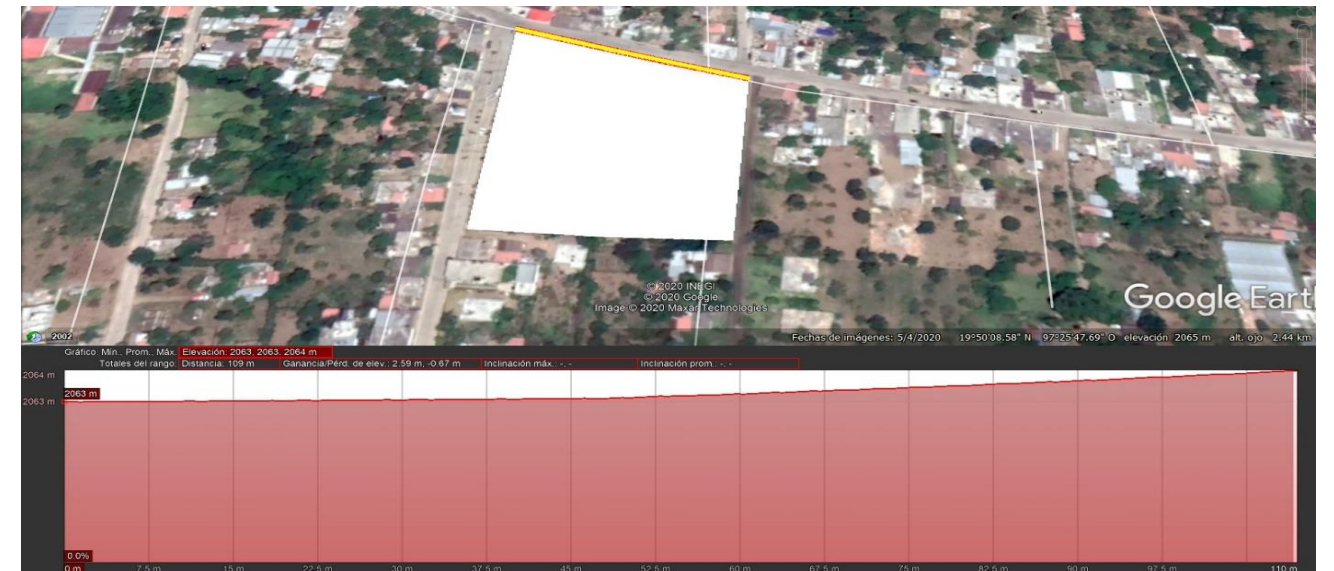 © 2020 INEGI
© 2020 Google
Image © 2020 Maxar Technologies
Google Eart
2002
Fechas de imágenes: 5/4/2020 19°50'08.58" N 97°25'47.69" O elevación 2065 m alt. ojo 2.44 km
Gráfico: Mín., Prom., Máx. Elevación: 2063, 2063, 2064 m
Totales del rango: Distancia: 109 m Ganancia/Pérd. de elev.: 2.59 m, -0.67 m Inclinación máx.: -, - Inclinación prom.: -, -
2064 m
2063 m
2063 m
0.0%
0 m 7.5 m 15 m 22.5 m 30 m 37.5 m 45 m 52.5 m 60 m 67.5 m 75 m 82.5 m 90 m 97.5 m 110 m